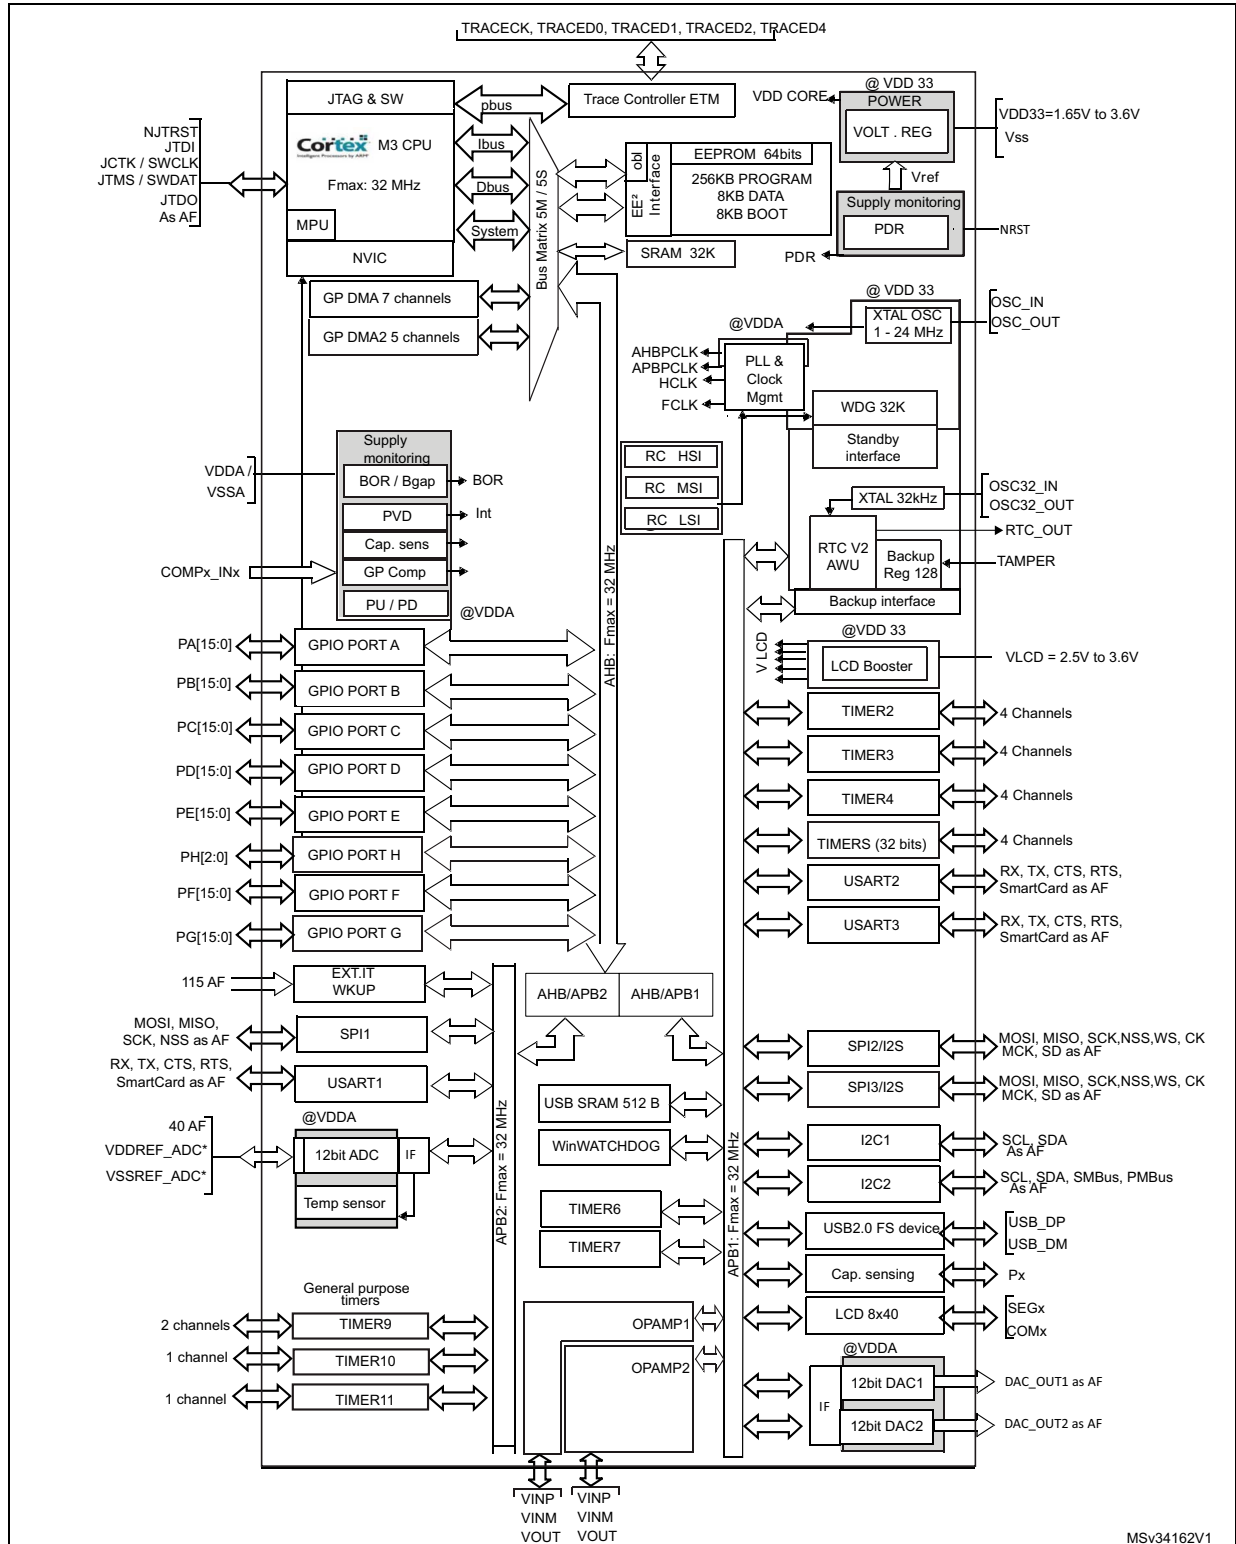 TRACECK, TRACED0, TRACED1, TRACED2, TRACED4
JTAG & SW
pbus
Trace Controller ETM
VDD CORE
@ VDD 33
POWER
VOLT . REG
VDD33=1.65V to 3.6V
Vss
NJTRST
JTDI
JCTK / SWCLK
JTMS / SWDAT
JTDO
As AF
Cortex
Intelligent Processors by ARM®
M3 CPU
Fmax: 32 MHz
MPU
NVIC
Ibus
Dbus
System
Bus Matrix 5M / 5S
obl
EE² Interface
EEPROM 64bits
256KB PROGRAM
8KB DATA
8KB BOOT
SRAM 32K
Vref
Supply monitoring
PDR
NRST
PDR
GP DMA 7 channels
GP DMA2 5 channels
@ VDD 33
XTAL OSC
1 - 24 MHz
OSC_IN
OSC_OUT
@VDDA
AHBPCLK
APBPCLK
HCLK
FCLK
PLL &
Clock
Mgmt
WDG 32K
Standby
interface
RC HSI
RC MSI
RC LSI
XTAL 32kHz
OSC32_IN
OSC32_OUT
RTC V2
AWU
RTC_OUT
Backup
Reg 128
TAMPER
Backup interface
VDDA /
VSSA
Supply
monitoring
BOR / Bgap
BOR
PVD
Int
Cap. sens
COMPx_INx
GP Comp
PU / PD
@VDDA
AHB: Fmax = 32 MHz
V LCD
@VDD 33
LCD Booster
VLCD = 2.5V to 3.6V
PA[15:0]
GPIO PORT A
PB[15:0]
GPIO PORT B
PC[15:0]
GPIO PORT C
PD[15:0]
GPIO PORT D
PE[15:0]
GPIO PORT E
PH[2:0]
GPIO PORT H
PF[15:0]
GPIO PORT F
PG[15:0]
GPIO PORT G
TIMER2
4 Channels
TIMER3
4 Channels
TIMER4
4 Channels
TIMERS (32 bits)
4 Channels
USART2
RX, TX, CTS, RTS,
SmartCard as AF
USART3
RX, TX, CTS, RTS,
SmartCard as AF
115 AF
EXT.IT
WKUP
AHB/APB2
AHB/APB1
MOSI, MISO,
SCK, NSS as AF
SPI1
RX, TX, CTS, RTS,
SmartCard as AF
USART1
APB2: Fmax = 32 MHz
APB1: Fmax = 32 MHz
SPI2/I2S
MOSI, MISO, SCK,NSS,WS, CK
MCK, SD as AF
SPI3/I2S
MOSI, MISO, SCK,NSS,WS, CK
MCK, SD as AF
USB SRAM 512 B
WinWATCHDOG
40 AF
VDDREF_ADC*
VSSREF_ADC*
@VDDA
12bit ADC
IF
Temp sensor
I2C1
SCL, SDA
As AF
I2C2
SCL, SDA, SMBus, PMBus
As AF
TIMER6
TIMER7
USB2.0 FS device
USB_DP
USB_DM
Cap. sensing
Px
LCD 8x40
SEGx
COMx
General purpose
timers
2 channels
TIMER9
1 channel
TIMER10
1 channel
TIMER11
OPAMP1
OPAMP2
@VDDA
IF
12bit DAC1
DAC_OUT1 as AF
12bit DAC2
DAC_OUT2 as AF
VINP
VINM
VOUT
VINP
VINM
VOUT
MSv34162V1